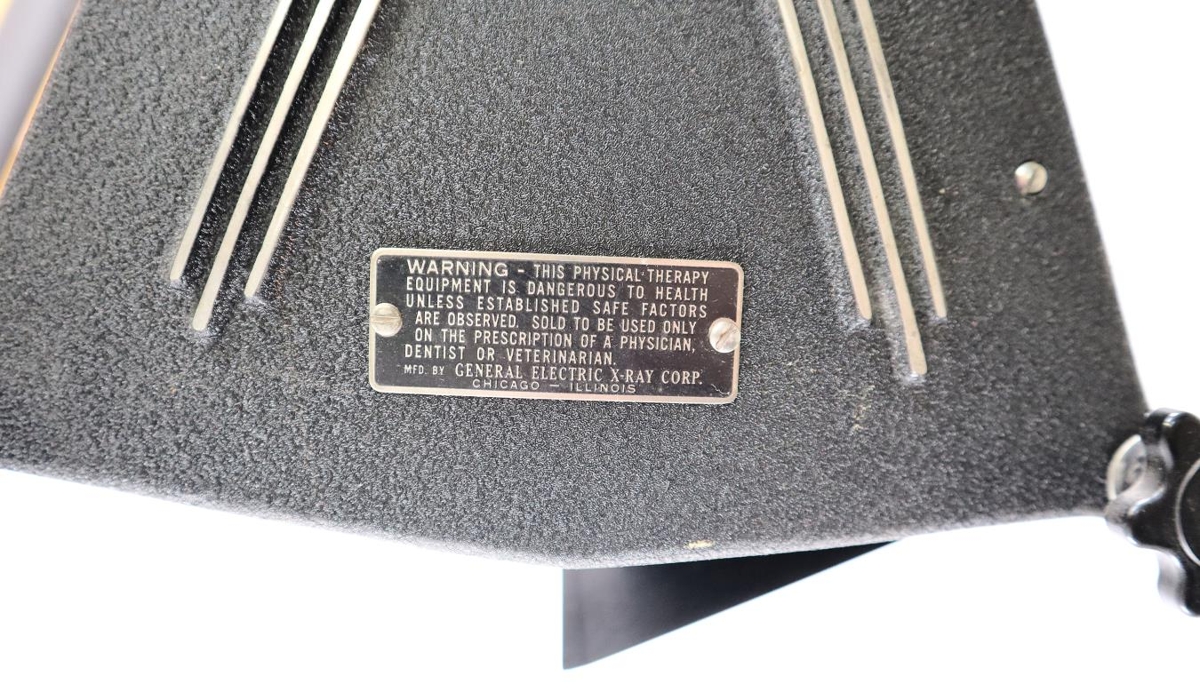 WARNING - THIS PHYSICAL THERAPY
EQUIPMENT IS DANGEROUS TO HEALTH
UNLESS ESTABLISHED SAFE FACTORS
ARE OBSERVED. SOLD TO BE USED ONLY
ON THE PRESCRIPTION OF A PHYSICIAN,
DENTIST OR VETERINARIAN.
MFD. BY GENERAL ELECTRIC X-RAY CORP.
CHICAGO — ILLINOIS